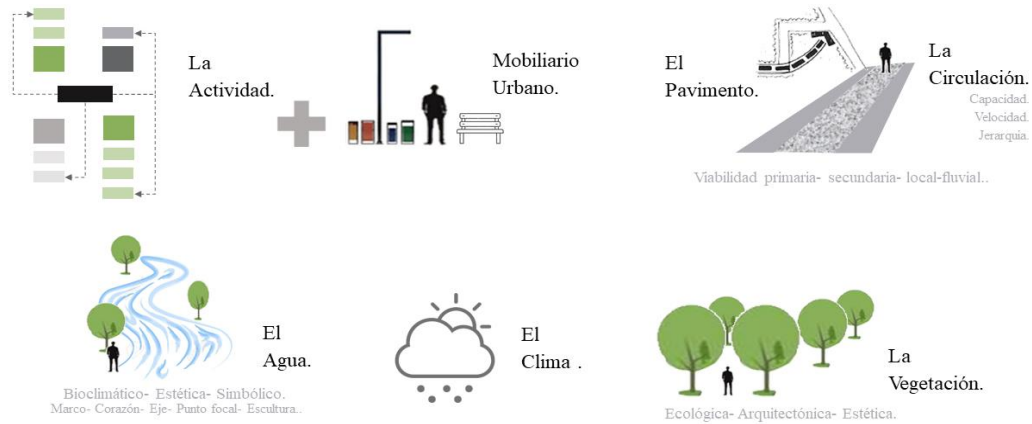 La
Actividad.
Mobiliario
Urbano.
El
Pavimento.
La
Circulación.
Capacidad.
Velocidad.
Jerarquía.
Viabilidad primaria- secundaria- local-fluvial..
El
Agua.
Bioclimático- Estética- Simbólico.
Marco- Corazón- Eje- Punto focal- Escultura..
El
Clima .
La
Vegetación.
Ecológica- Arquitectónica- Estética.